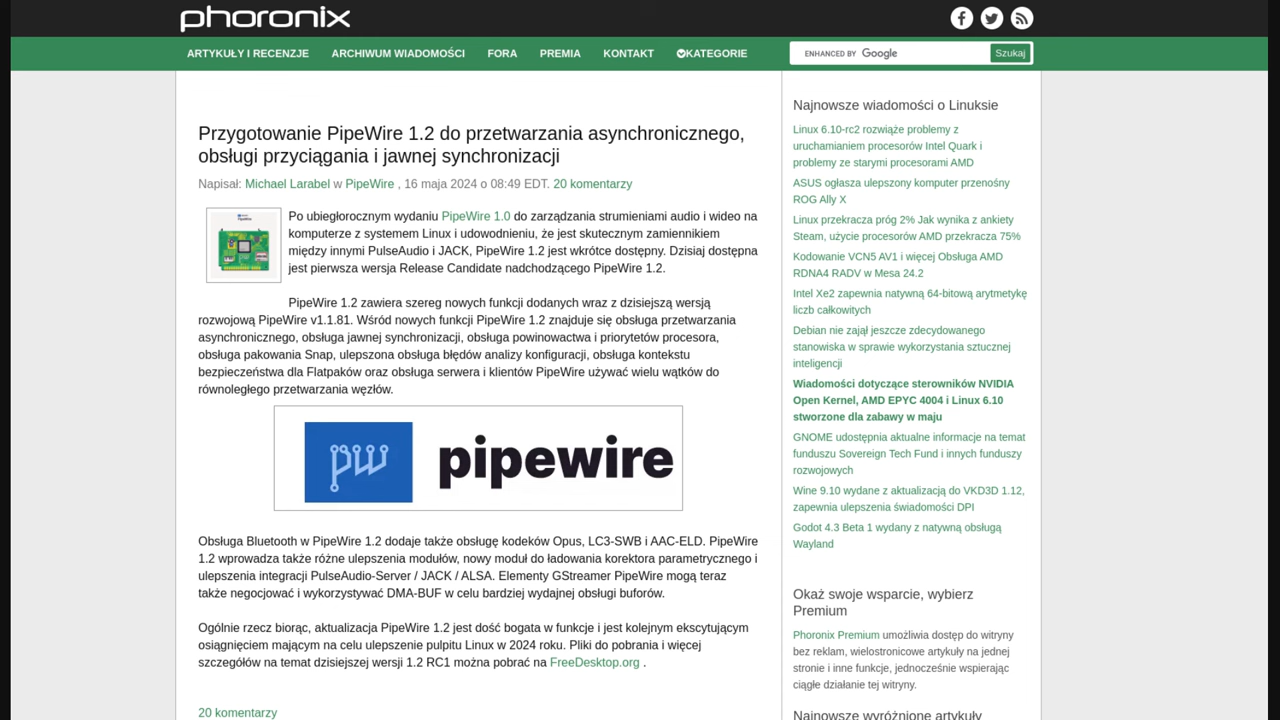 phoronix
ARTYKUŁY I RECENZJE
ARCHIWUM WIADOMOŚCI
FORA
PREMIA
KONTAKT
KATEGORIE
ENHANCED BY Google
Szukaj
Przygotowanie PipeWire 1.2 do przetwarzania asynchronicznego,
obsługi przyciągania i jawnej synchronizacji
Napisał: Michael Larabel w PipeWire , 16 maja 2024 o 08:49 EDT. 20 komentarzy
Po ubiegłorocznym wydaniu PipeWire 1.0 do zarządzania strumieniami audio i wideo na
komputerze z systemem Linux i udowodnieniu, że jest skutecznym zamiennikiem
między innymi PulseAudio i JACK, PipeWire 1.2 jest wkrótce dostępny. Dzisiaj dostępna
jest pierwsza wersja Release Candidate nadchodzącego PipeWire 1.2.
PipeWire 1.2 zawiera szereg nowych funkcji dodanych wraz z dzisiejszą wersją
rozwojową PipeWire v1.1.81. Wśród nowych funkcji PipeWire 1.2 znajduje się obsługa przetwarzania
asynchronicznego, obsługa jawnej synchronizacji, obsługa powinowactwa i priorytetów procesora,
obsługa pakowania Snap, ulepszona obsługa błędów analizy konfiguracji, obsługa kontekstu
bezpieczeństwa dla Flatpaków oraz obsługa serwera i klientów PipeWire używać wielu wątków do
równoległego przetwarzania węzłów.
pw pipewire
Obsługa Bluetooth w PipeWire 1.2 dodaje także obsługę kodeków Opus, LC3-SWB i AAC-ELD. PipeWire
1.2 wprowadza także różne ulepszenia modułów, nowy moduł do ładowania korektora parametrycznego i
ulepszenia integracji PulseAudio-Server / JACK / ALSA. Elementy GStreamer PipeWire mogą teraz
także negocjować i wykorzystywać DMA-BUF w celu bardziej wydajnej obsługi buforów.
Ogólnie rzecz biorąc, aktualizacja PipeWire 1.2 jest dość bogata w funkcje i jest kolejnym ekscytującym
osiągnięciem mającym na celu ulepszenie pulpitu Linux w 2024 roku. Pliki do pobrania i więcej
szczegółów na temat dzisiejszej wersji 1.2 RC1 można pobrać na FreeDesktop.org .
20 komentarzy
Najnowsze wiadomości o Linuksie
Linux 6.10-rc2 rozwiąże problemy z
uruchamianiem procesorów Intel Quark i
problemy ze starymi procesorami AMD
ASUS ogłasza ulepszony komputer przenośny
ROG Ally X
Linux przekracza próg 2% Jak wynika z ankiety
Steam, użycie procesorów AMD przekracza 75%
Kodowanie VCN5 AV1 i więcej Obsługa AMD
RDNA4 RADV w Mesa 24.2
Intel Xe2 zapewnia natywną 64-bitową arytmetykę
liczb całkowitych
Debian nie zajął jeszcze zdecydowanego
stanowiska w sprawie wykorzystania sztucznej
inteligencji
Wiadomości dotyczące sterowników NVIDIA
Open Kernel, AMD EPYC 4004 i Linux 6.10
stworzone dla zabawy w maju
GNOME udostępnia aktualne informacje na temat
funduszu Sovereign Tech Fund i innych funduszy
rozwojowych
Wine 9.10 wydane z aktualizacją do VKD3D 1.12,
zapewnia ulepszenia świadomości DPI
Godot 4.3 Beta 1 wydany z natywną obsługą
Wayland
Okaż swoje wsparcie, wybierz
Premium
Phoronix Premium umożliwia dostęp do witryny
bez reklam, wielostronicowe artykuły na jednej
stronie i inne funkcje, jednocześnie wspierając
ciągłe działanie tej witryny.
Najnowsze wyróżnione artykuły